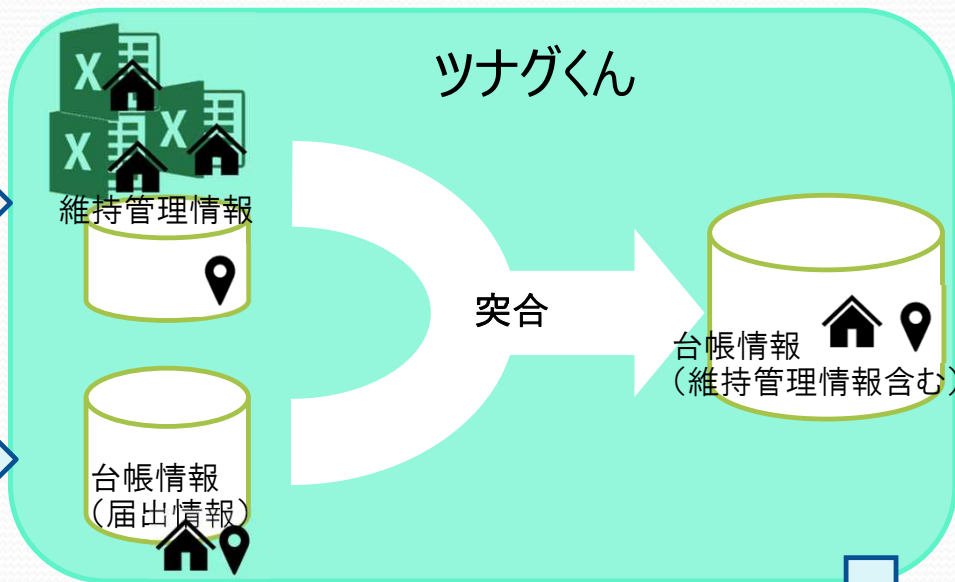 ツナグくん
X
X
X
維持管理情報
突合
台帳情報
（維持管理情報含む）
台帳情報
（届出情報）